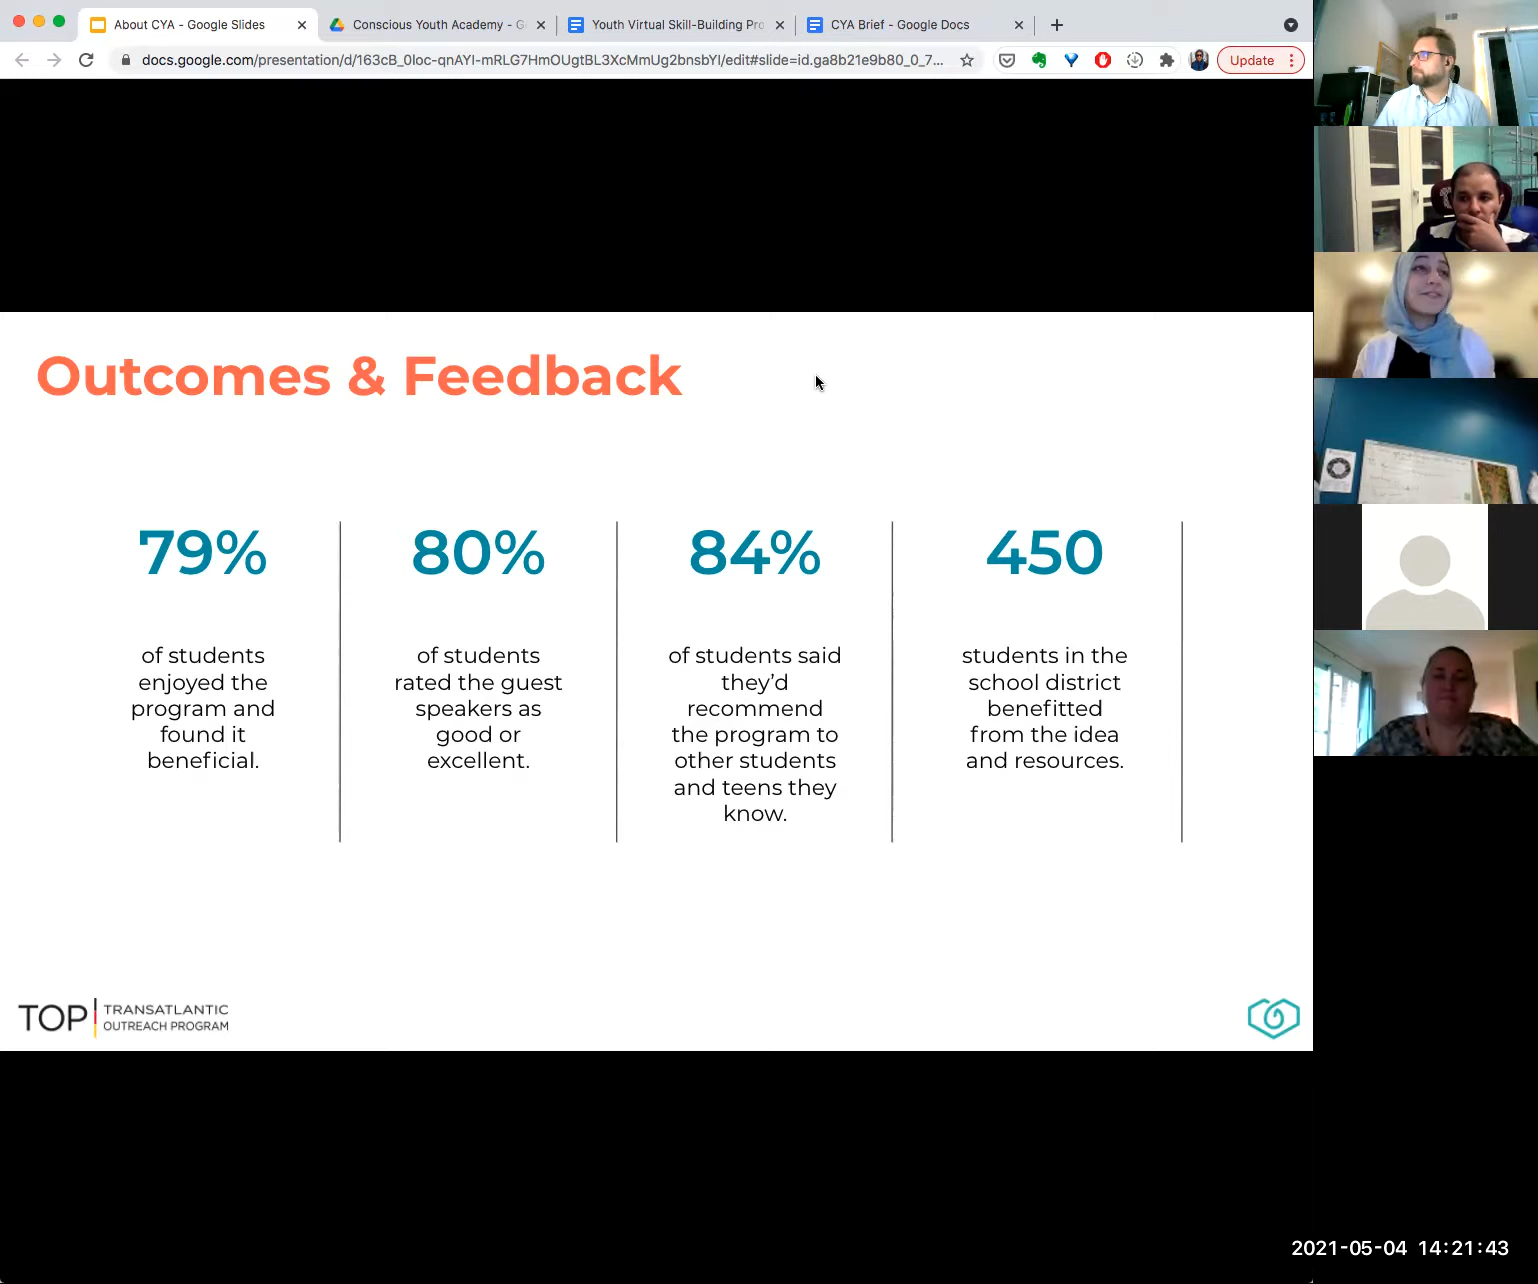 About CYA - Google Slides
Conscious Youth Academy - G
Youth Virtual Skill-Building Pro
CYA Brief - Google Docs
docs.google.com/presentation/d/163cB_0Ioc-qnAYI-mRLG7HmOUgtBL3XcMmUg2bnsbYI/edit#slide=id.ga8b21e9b80_0_7...
Update
Outcomes & Feedback
79%
of students
enjoyed the
program and
found it
beneficial.
80%
of students
rated the guest
speakers as
good or
excellent.
84%
of students said
they'd
recommend
the program to
other students
and teens they
know.
450
students in the
school district
benefitted
from the idea
and resources.
TOP TRANSATLANTIC
OUTREACH PROGRAM
2021-05-04 14:21:43